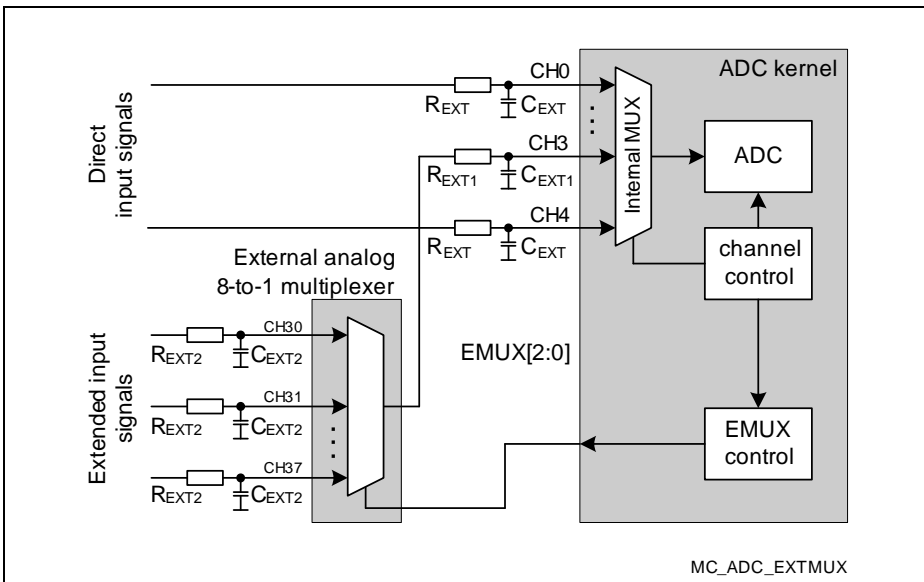 ADC kernel
CH0
REXT
CEXT
Direct
input signals
Internal MUX
CH3
REXT1
CEXT1
ADC
CH4
REXT
CEXT
channel
control
External analog
8-to-1 multiplexer
Extended input
signals
CH30
REXT2
CEXT2
EMUX[2:0]
CH31
REXT2
CEXT2
EMUX
control
CH37
REXT2
CEXT2
MC_ADC_EXTMUX